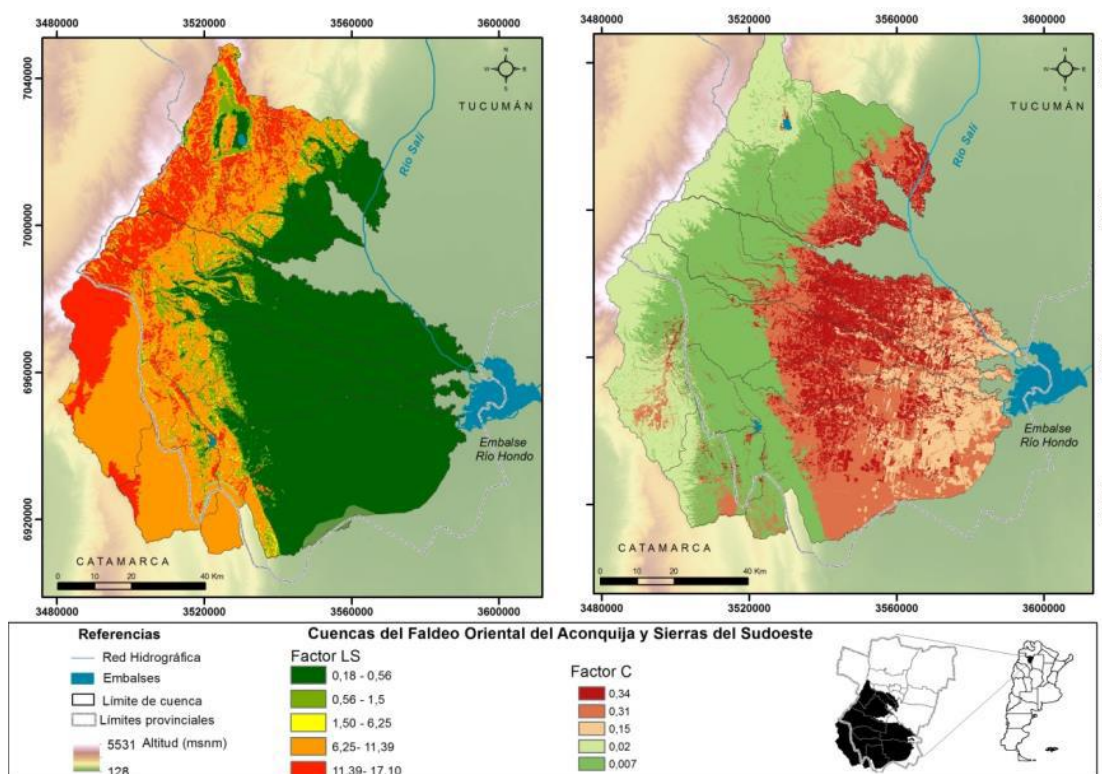 3480000 3520000 3560000 3600000
3480000 3520000 3560000 3600000
7040000
7000000
6960000
6920000
N
W E
S
TUCUMÁN
Río Salí
Embalse
Río Hondo
CATAMARCA
0 10 20 40 Km
3480000 3520000 3560000 3600000
N
W E
S
TUCUMÁN
Río Salí
Embalse
Río Hondo
CATAMARCA
0 10 20 40 Km
3480000 3520000 3560000 3600000
Cuencas del Faldeo Oriental del Aconquija y Sierras del Sudoeste
Referencias
Red Hidrográfica
Embalses
Límite de cuenca
Límites provinciales
5531 Altitud (msnm)
128
Factor LS
0,18 - 0,56
0,56 - 1,5
1,50 - 6,25
6,25- 11,39
11,39- 17,10
Factor C
0,34
0,31
0,15
0,02
0,007